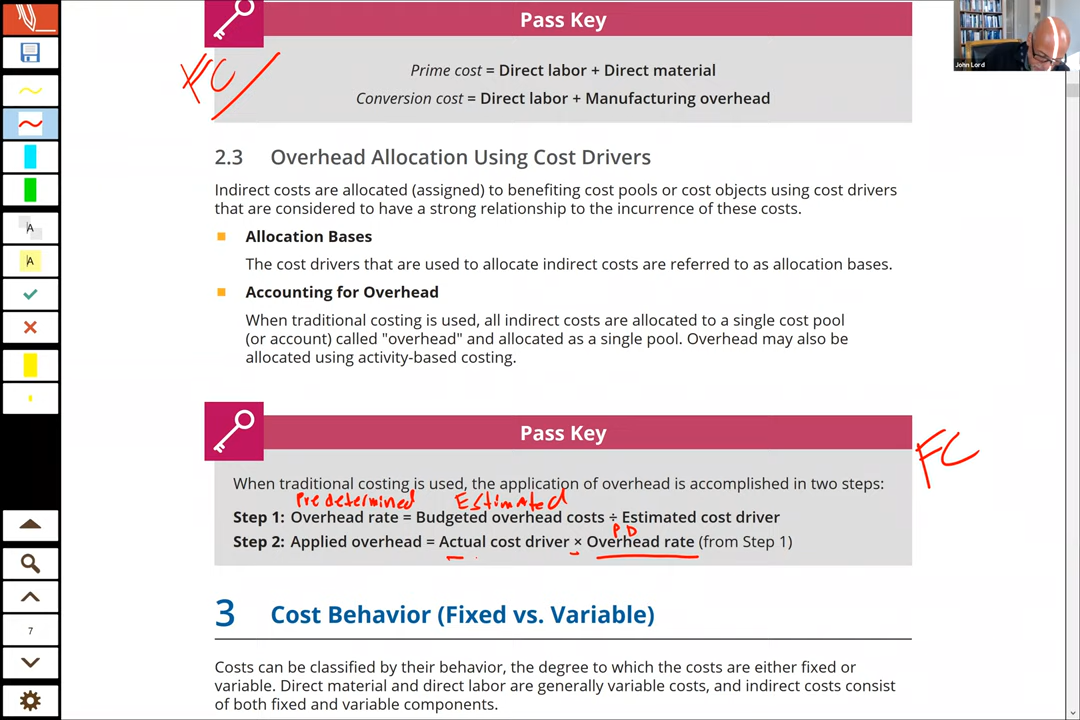 Pass Key
John Lord
FC
Prime cost = Direct labor + Direct material
Conversion cost = Direct labor + Manufacturing overhead
2.3 Overhead Allocation Using Cost Drivers
Indirect costs are allocated (assigned) to benefiting cost pools or cost objects using cost drivers
that are considered to have a strong relationship to the incurrence of these costs.
Allocation Bases
The cost drivers that are used to allocate indirect costs are referred to as allocation bases.
Accounting for Overhead
When traditional costing is used, all indirect costs are allocated to a single cost pool
(or account) called "overhead" and allocated as a single pool. Overhead may also be
allocated using activity-based costing.
Pass Key
FC
When traditional costing is used, the application of overhead is accomplished in two steps:
Predetermined Estimated
Step 1: Overhead rate = Budgeted overhead costs ÷ Estimated cost driver
PD
Step 2: Applied overhead = Actual cost driver × Overhead rate (from Step 1)
3 Cost Behavior (Fixed vs. Variable)
Costs can be classified by their behavior, the degree to which the costs are either fixed or
variable. Direct material and direct labor are generally variable costs, and indirect costs consist
of both fixed and variable components.
A
A
7